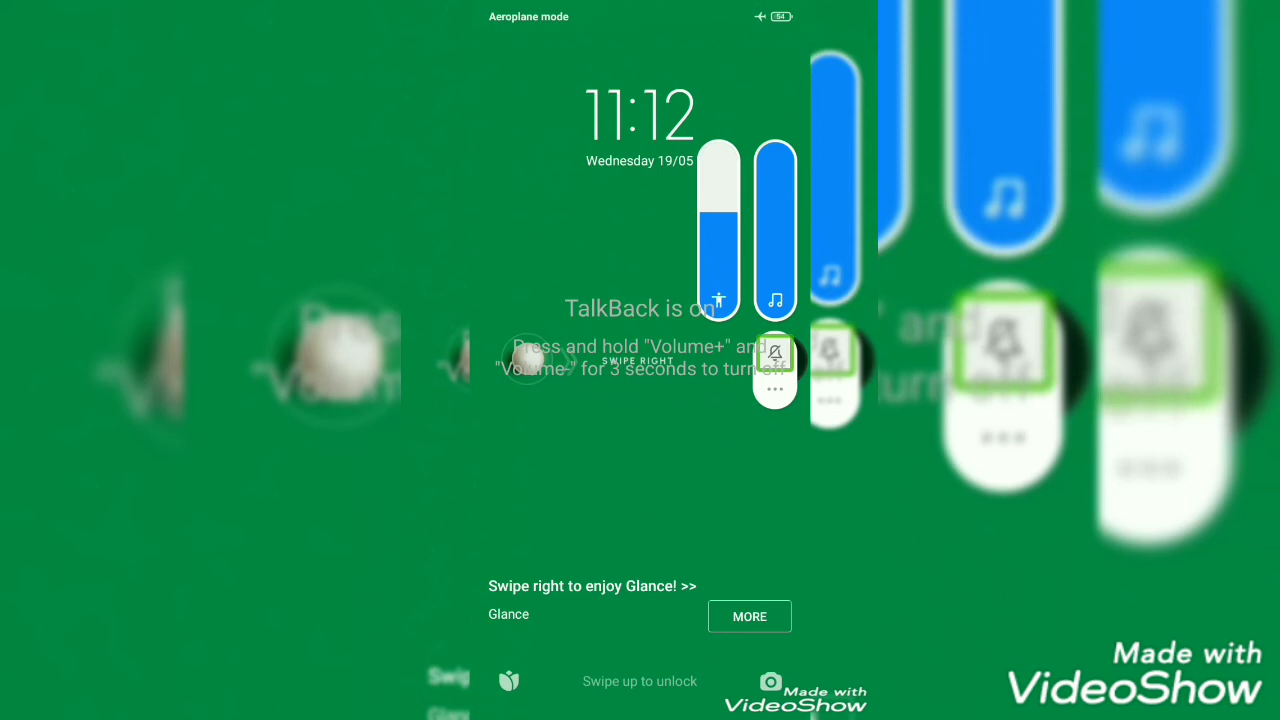 Aeroplane mode
54
11:12
Wednesday 19/05
TalkBack is on
Press and hold "Volume+" and
SWIPE RIGHT
"Volume-" for 3 seconds to turn off
Swipe right to enjoy Glance! >>
Glance
MORE
Swipe up to unlock
Made with
VideoShow
Made with
VideoShow